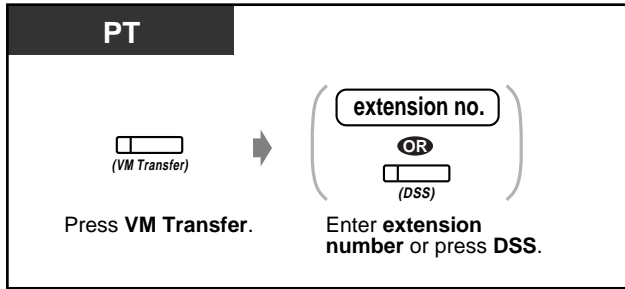 PT
extension no.
OR
(VM Transfer)
(DSS)
Press VM Transfer.
Enter extension
number or press DSS.